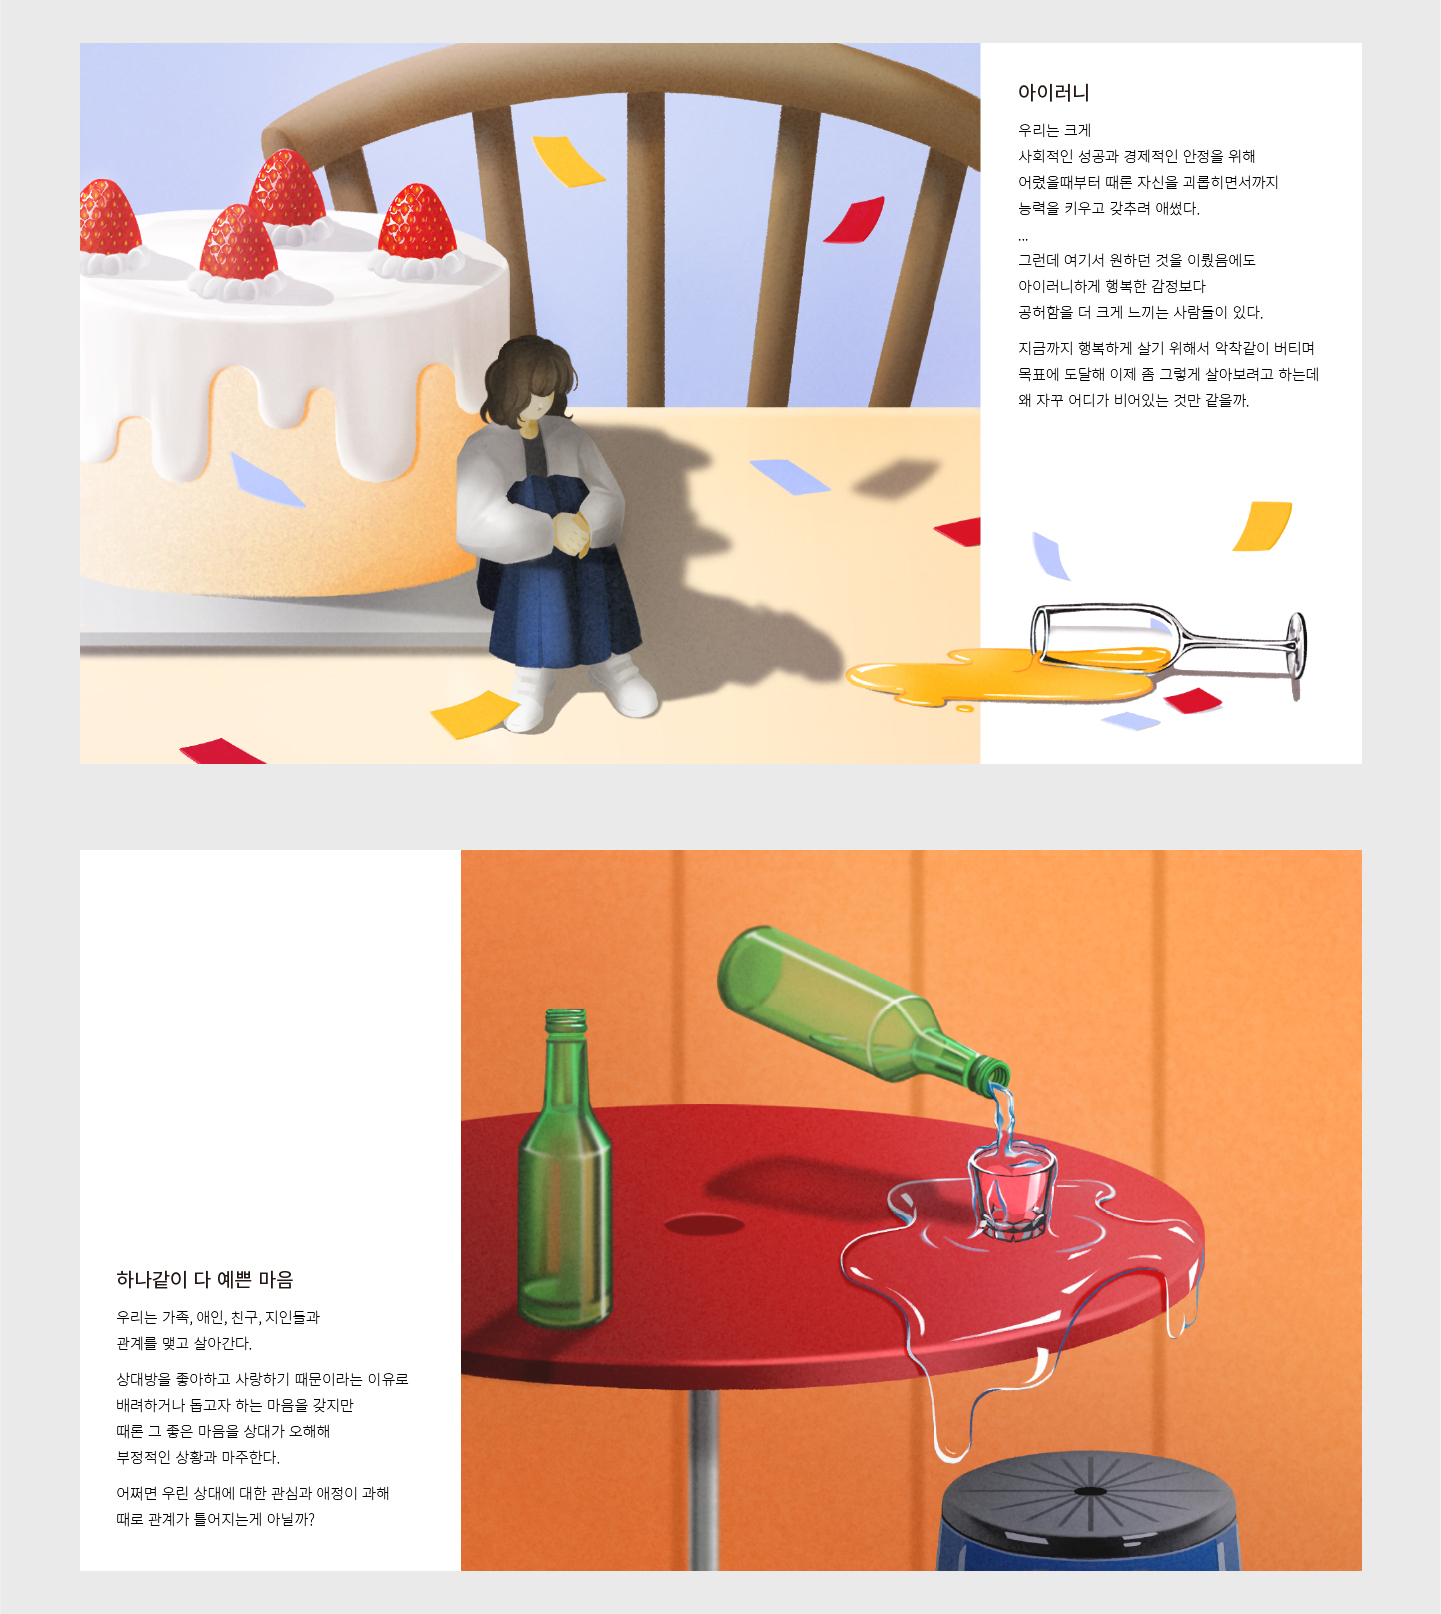 아이러니
우리는 크게
사회적인 성공과 경제적인 안정을 위해
어렸을때부터 때론 자신을 괴롭히면서까지
능력을 키우고 갖추려 애썼다.
...
그런데 여기서 원하던 것을 이뤘음에도
아이러니하게 행복한 감정보다
공허함을 더 크게 느끼는 사람들이 있다.
지금까지 행복하게 살기 위해서 악착같이 버티며
목표에 도달해 이제 좀 그렇게 살아보려고 하는데
왜 자꾸 어디가 비어있는 것만 같을까.
하나같이 다 예쁜 마음
우리는 가족, 애인, 친구, 지인들과
관계를 맺고 살아간다.
상대방을 좋아하고 사랑하기 때문이라는 이유로
배려하거나 돕고자 하는 마음을 갖지만
때론 그 좋은 마음을 상대가 오해해
부정적인 상황과 마주한다.
어쩌면 우린 상대에 대한 관심과 애정이 과해
때로 관계가 틀어지는게 아닐까?